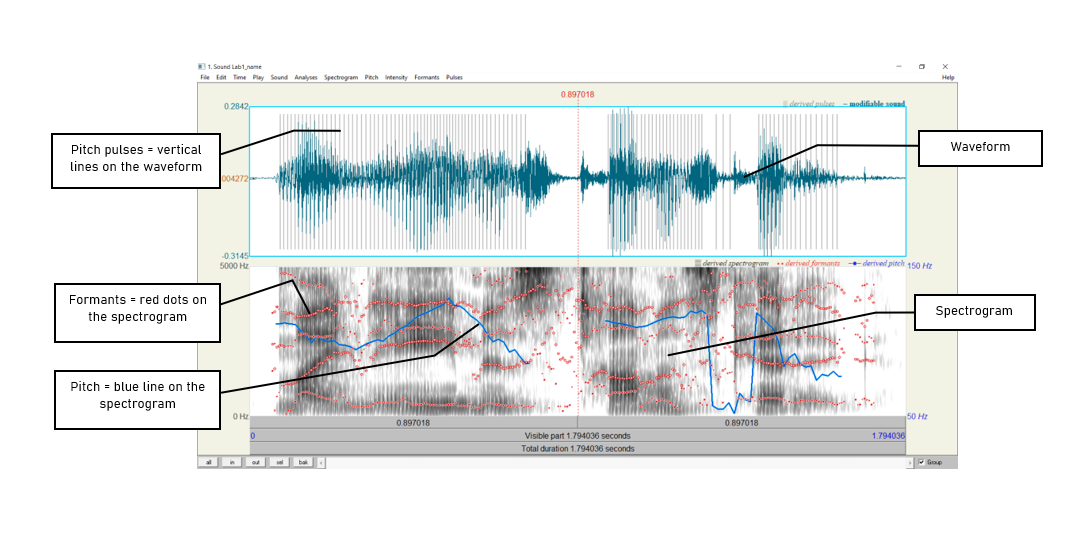 1. Sound Lab1_name
File Edit Time Play Sound Analyses Spectrogram Pitch Intensity Formants Pulses Help
0.897018
0.2842
derived pulses modifiable sound
Pitch pulses = vertical
lines on the waveform
Waveform
004272
-0.3145
5000 Hz
derived spectrogram derived formants derived pitch
150 Hz
Formants = red dots on
the spectrogram
Spectrogram
Pitch = blue line on the
spectrogram
0 Hz
50 Hz
0.897018 0.897018
0 Visible part 1.794036 seconds 1.794036
Total duration 1.794036 seconds
all in out sel bak Group